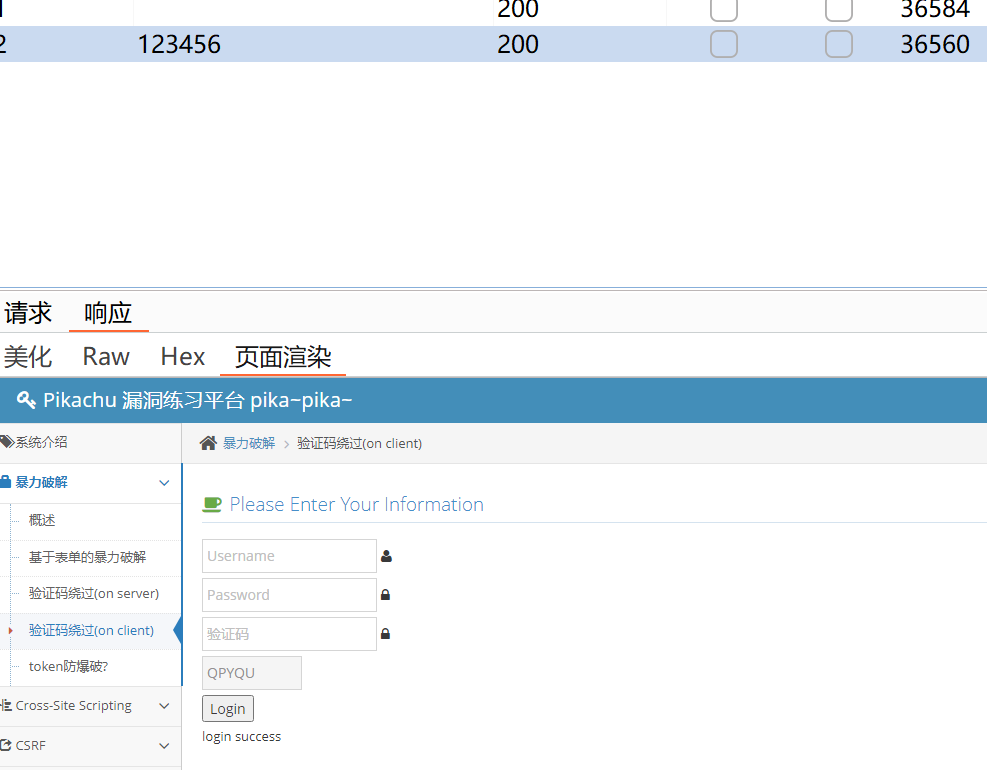 200 36584
2 123456 200 36560
请求 响应
美化 Raw Hex 页面渲染
Pikachu 漏洞练习平台 pika~pika~
系统介绍
暴力破解 > 验证码绕过(on client)
暴力破解
概述
基于表单的暴力破解
验证码绕过(on server)
验证码绕过(on client)
token防爆破?
Cross-Site Scripting
CSRF
Please Enter Your Information
Username
Password
验证码
QPYQU
Login
login success